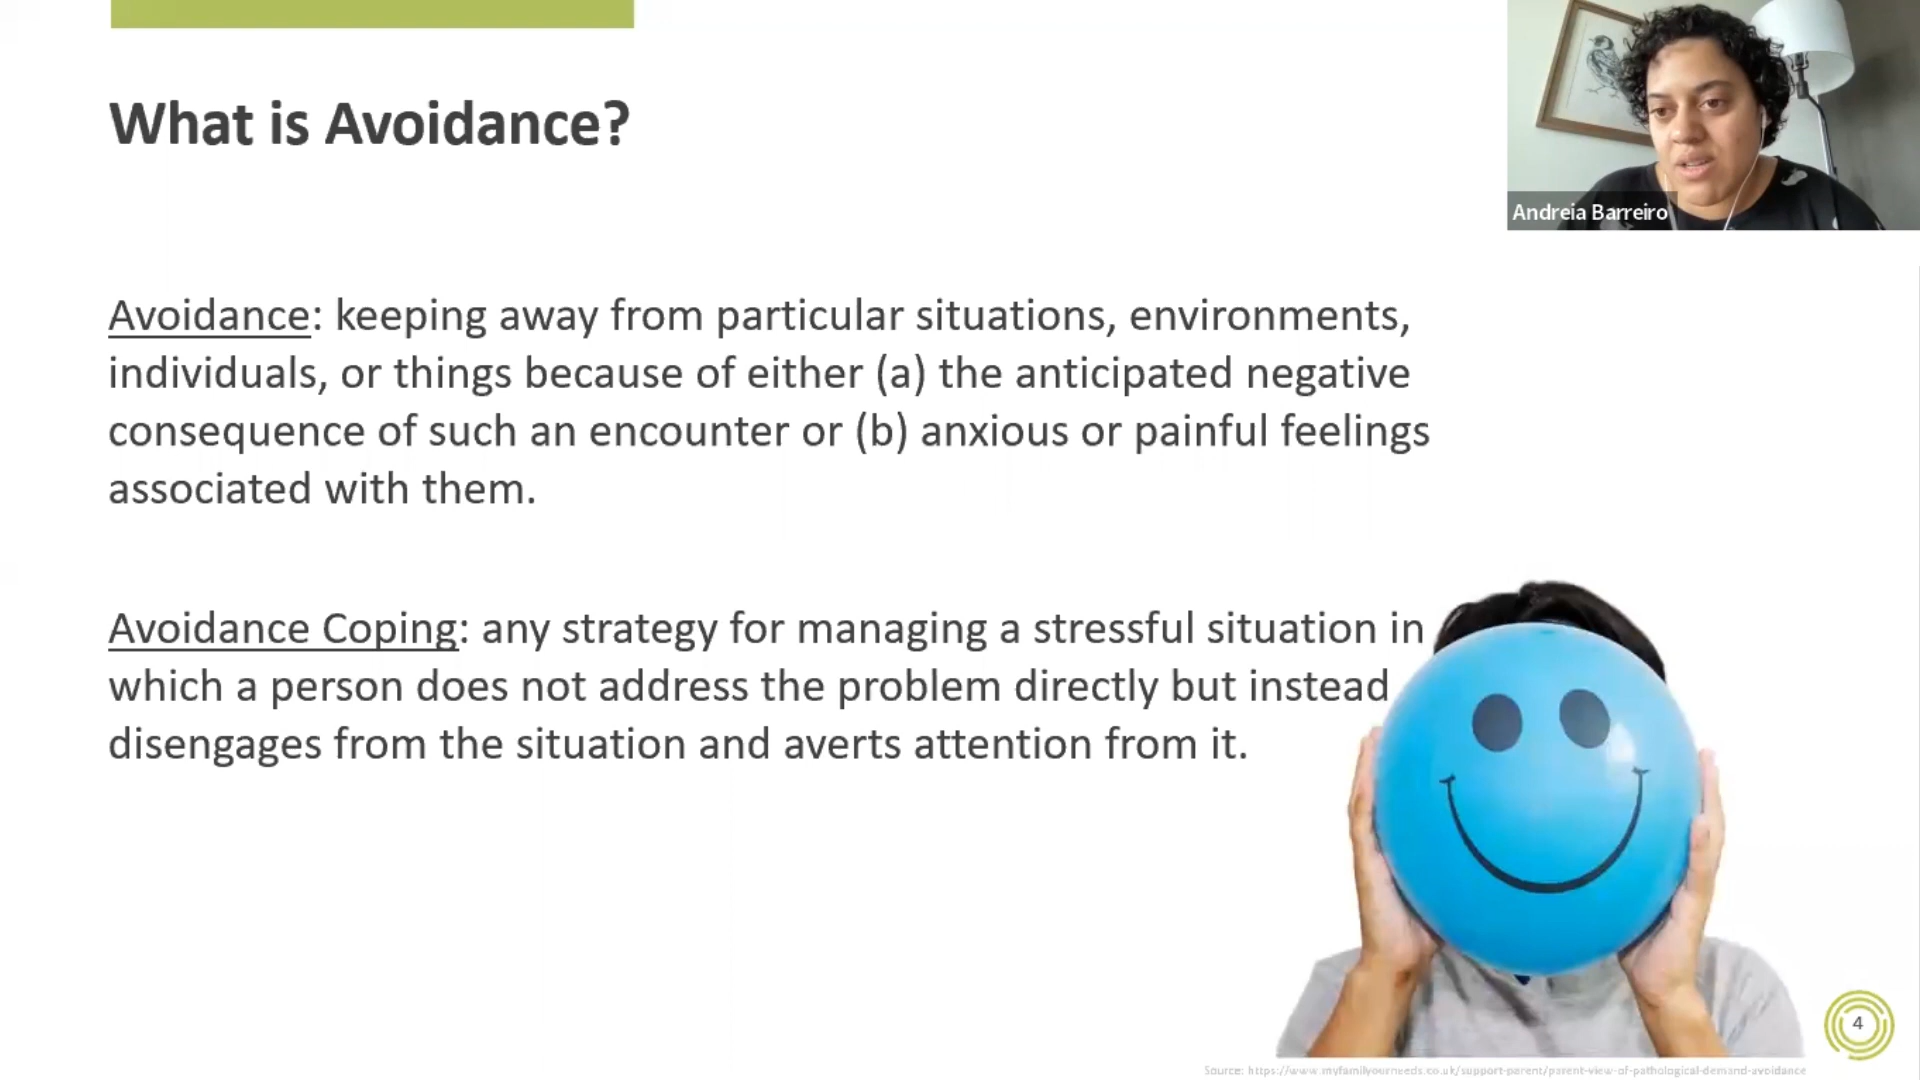 What is Avoidance?
Andreia Barreiro
Avoidance: keeping away from particular situations, environments,
individuals, or things because of either (a) the anticipated negative
consequence of such an encounter or (b) anxious or painful feelings
associated with them.
Avoidance Coping: any strategy for managing a stressful situation in
which a person does not address the problem directly but instead
disengages from the situation and averts attention from it.
4
Source: https://www.myfamilyourneeds.co.uk/support-parent/parent-view-of-pathological-demand-avoidance